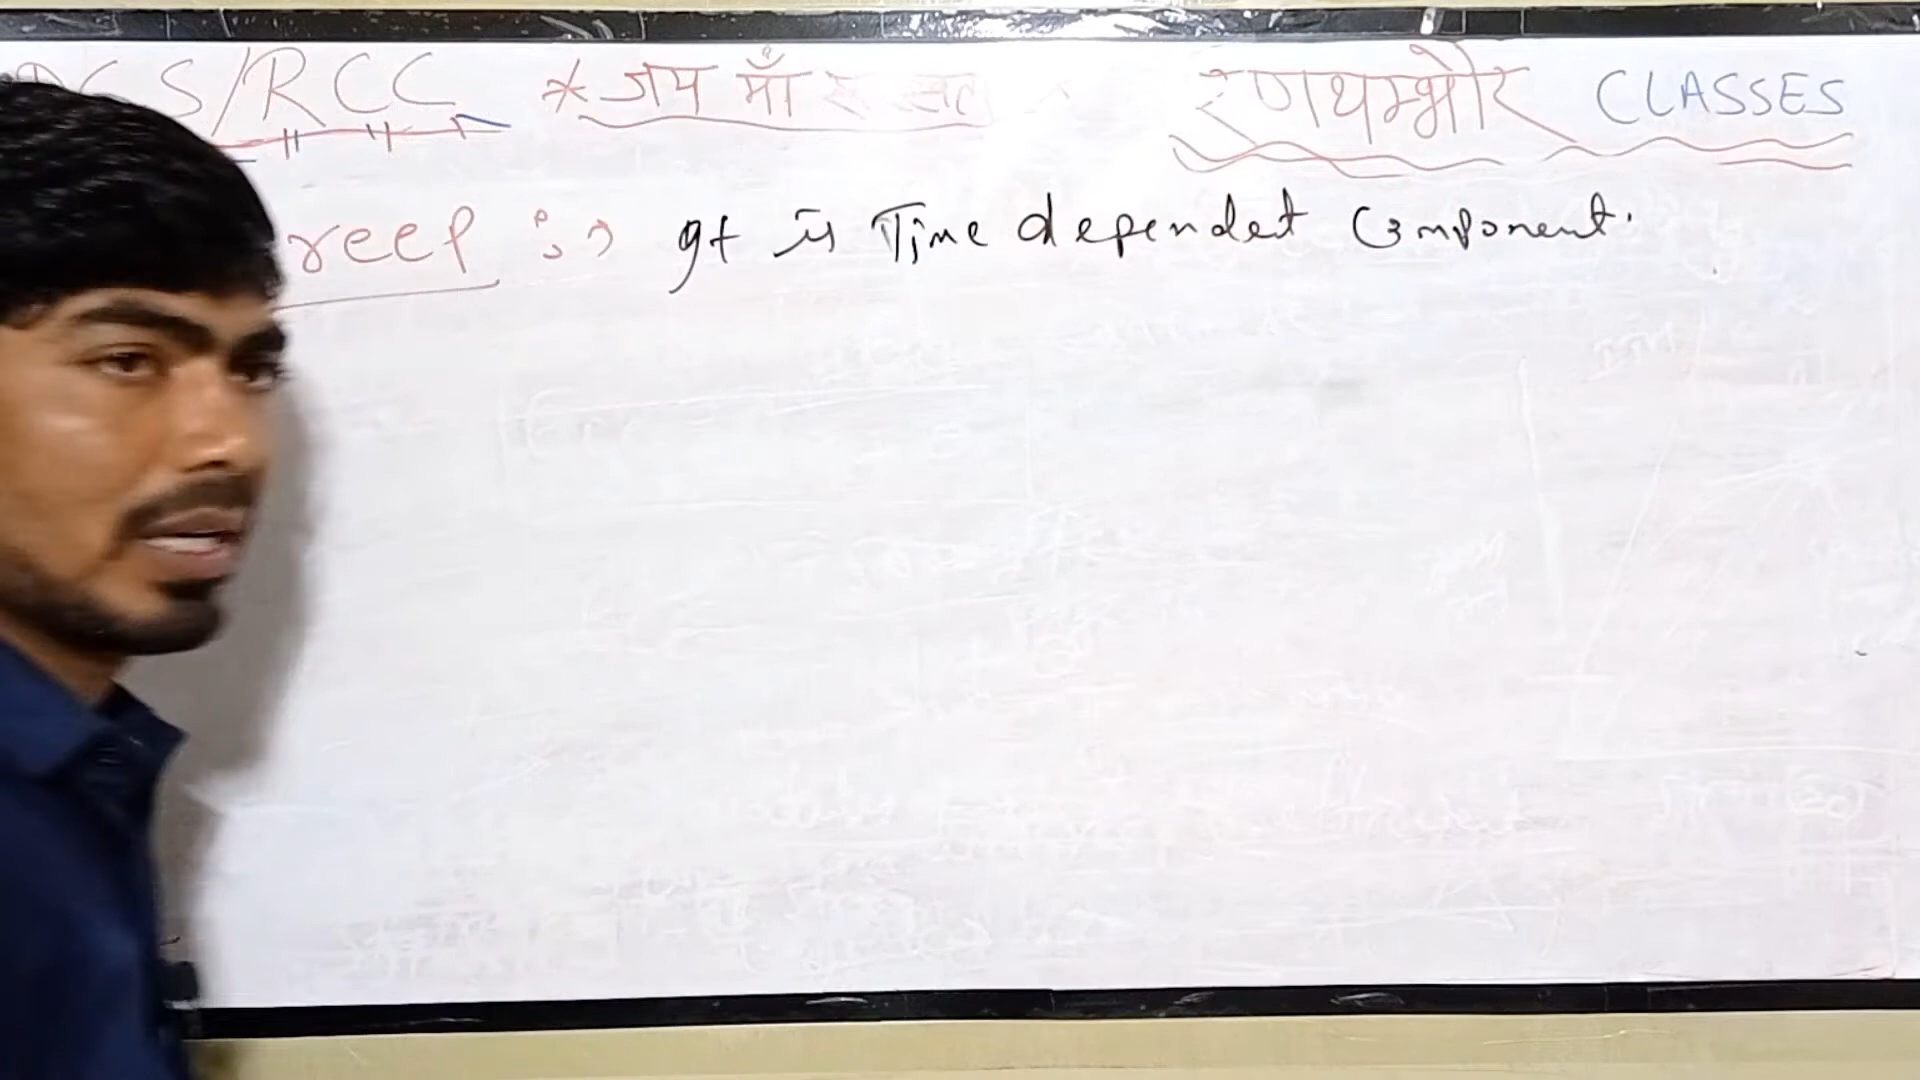 S/RCC * जय माँ रणथम्भौर CLASSES
reep :→ It is Time dependet Component.